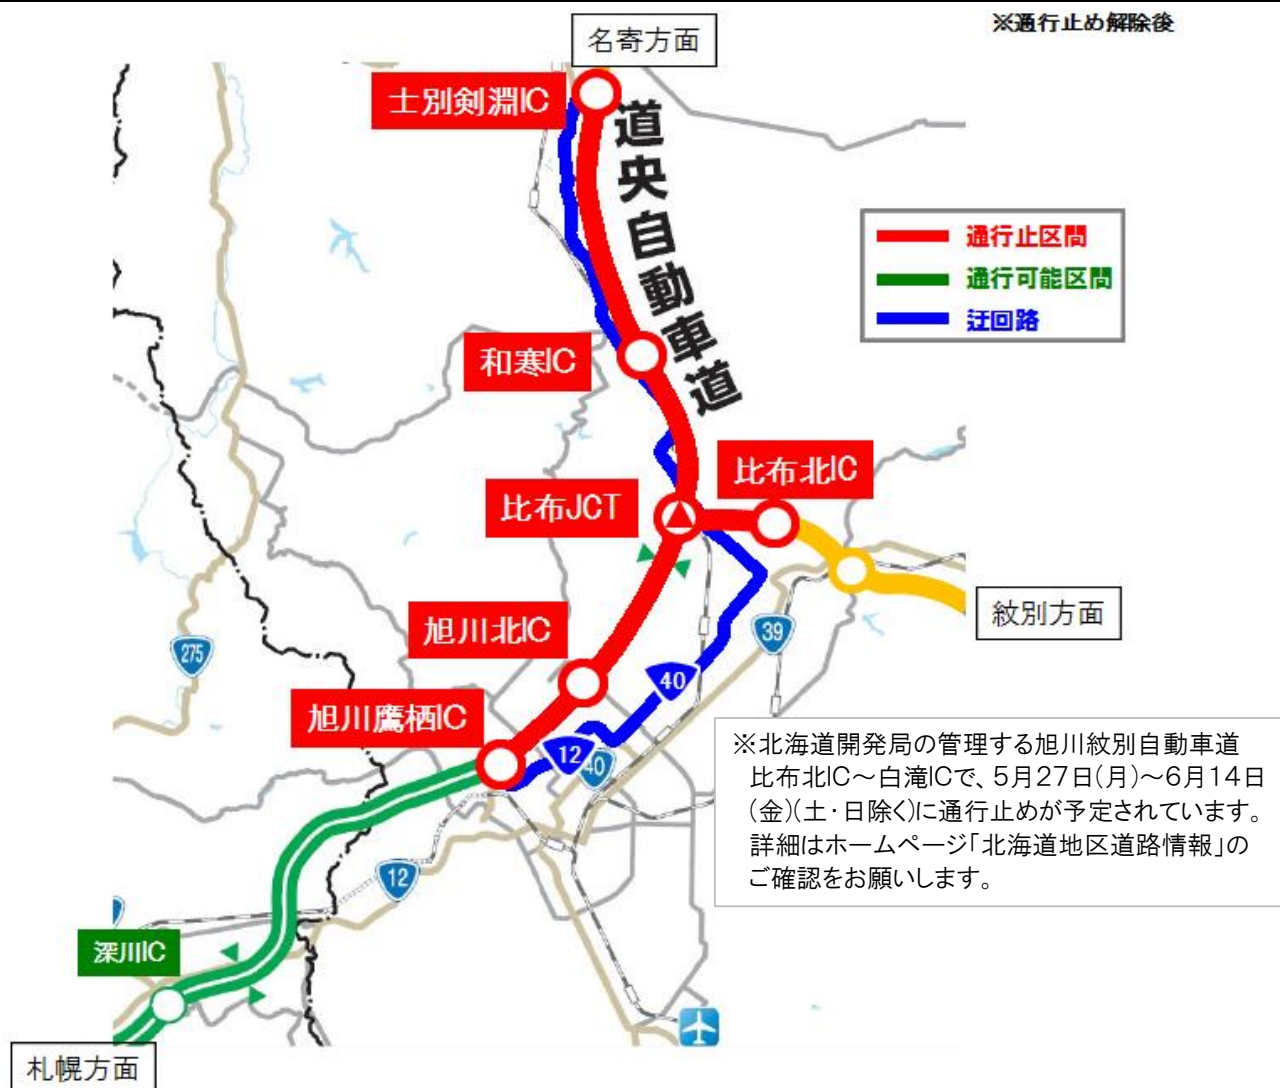 ※通行止め解除後
名寄方面
士別剣淵IC
道央自動車道
通行止区間
通行可能区間
迂回路
和寒IC
比布北IC
比布JCT
紋別方面
旭川北IC
39
275
40
旭川鷹栖IC
12
40
※北海道開発局の管理する旭川紋別自動車道
比布北IC～白滝ICで、5月27日(月)～6月14日
(金)(土・日除く)に通行止めが予定されています。
詳細はホームページ「北海道地区道路情報」の
ご確認をお願いします。
12
深川IC
札幌方面